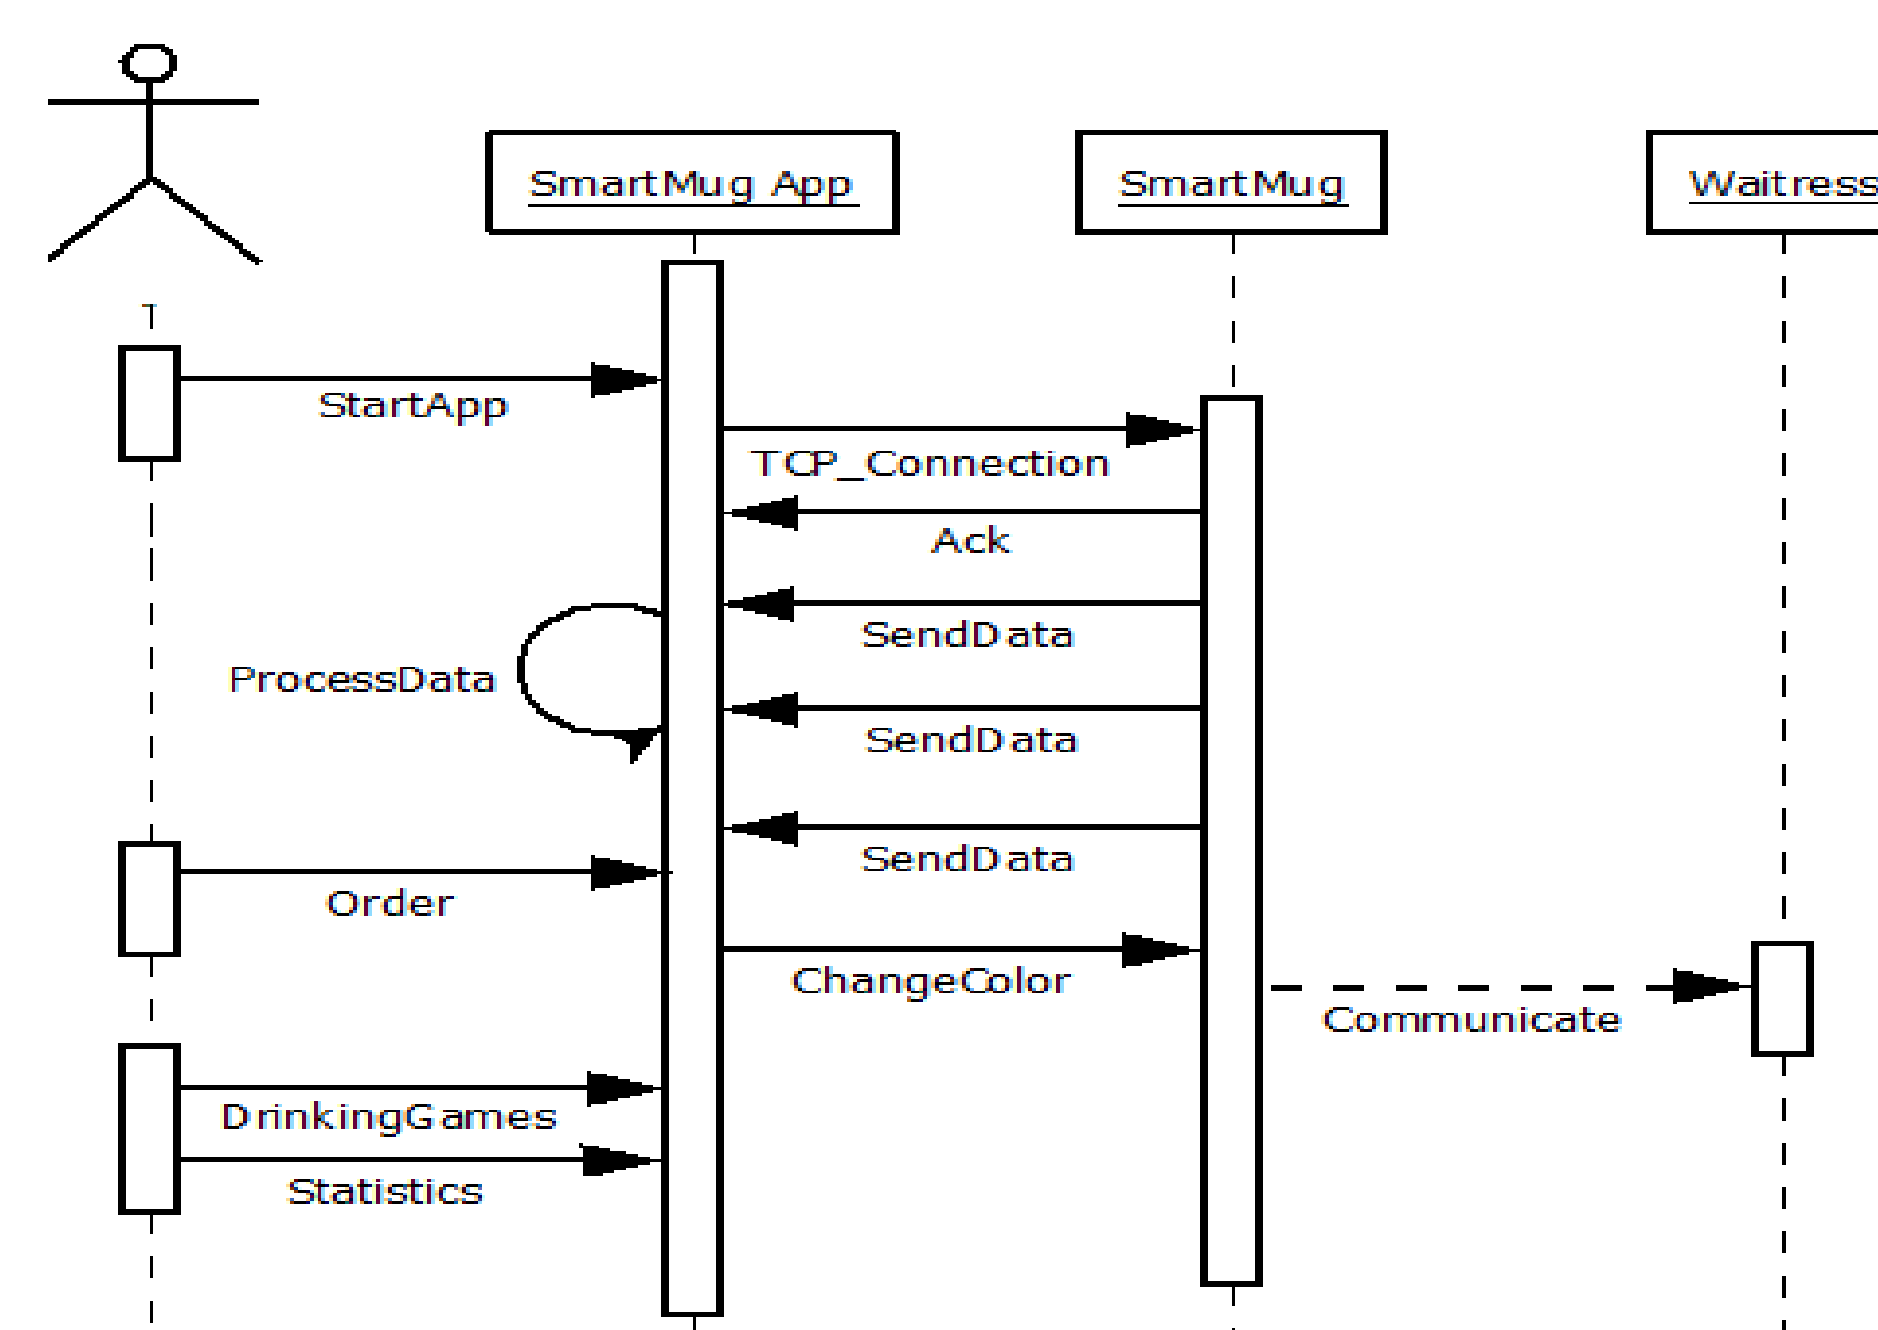 SmartMug App
SmartMug
Waitress
StartApp
TCP_Connection
Ack
SendData
ProcessData
SendData
SendData
Order
ChangeColor
Communicate
DrinkingGames
Statistics